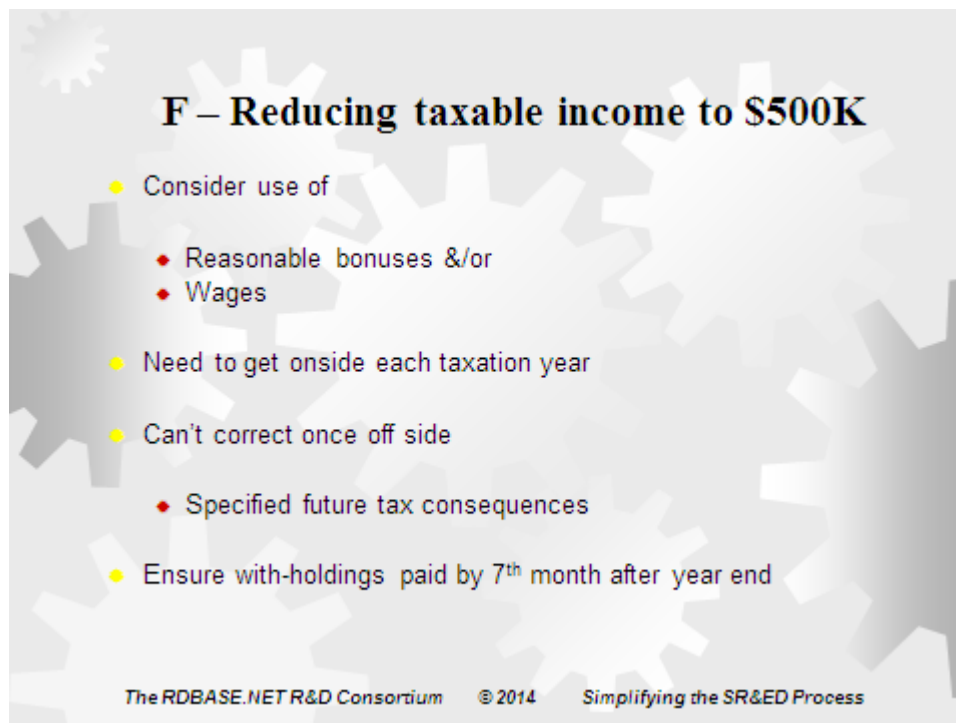 F – Reducing taxable income to $500K
Consider use of
Reasonable bonuses &/or
Wages
Need to get onside each taxation year
Can't correct once off side
Specified future tax consequences
Ensure with-holdings paid by 7th month after year end
The RDBASE.NET R&D Consortium © 2014 Simplifying the SR&ED Process